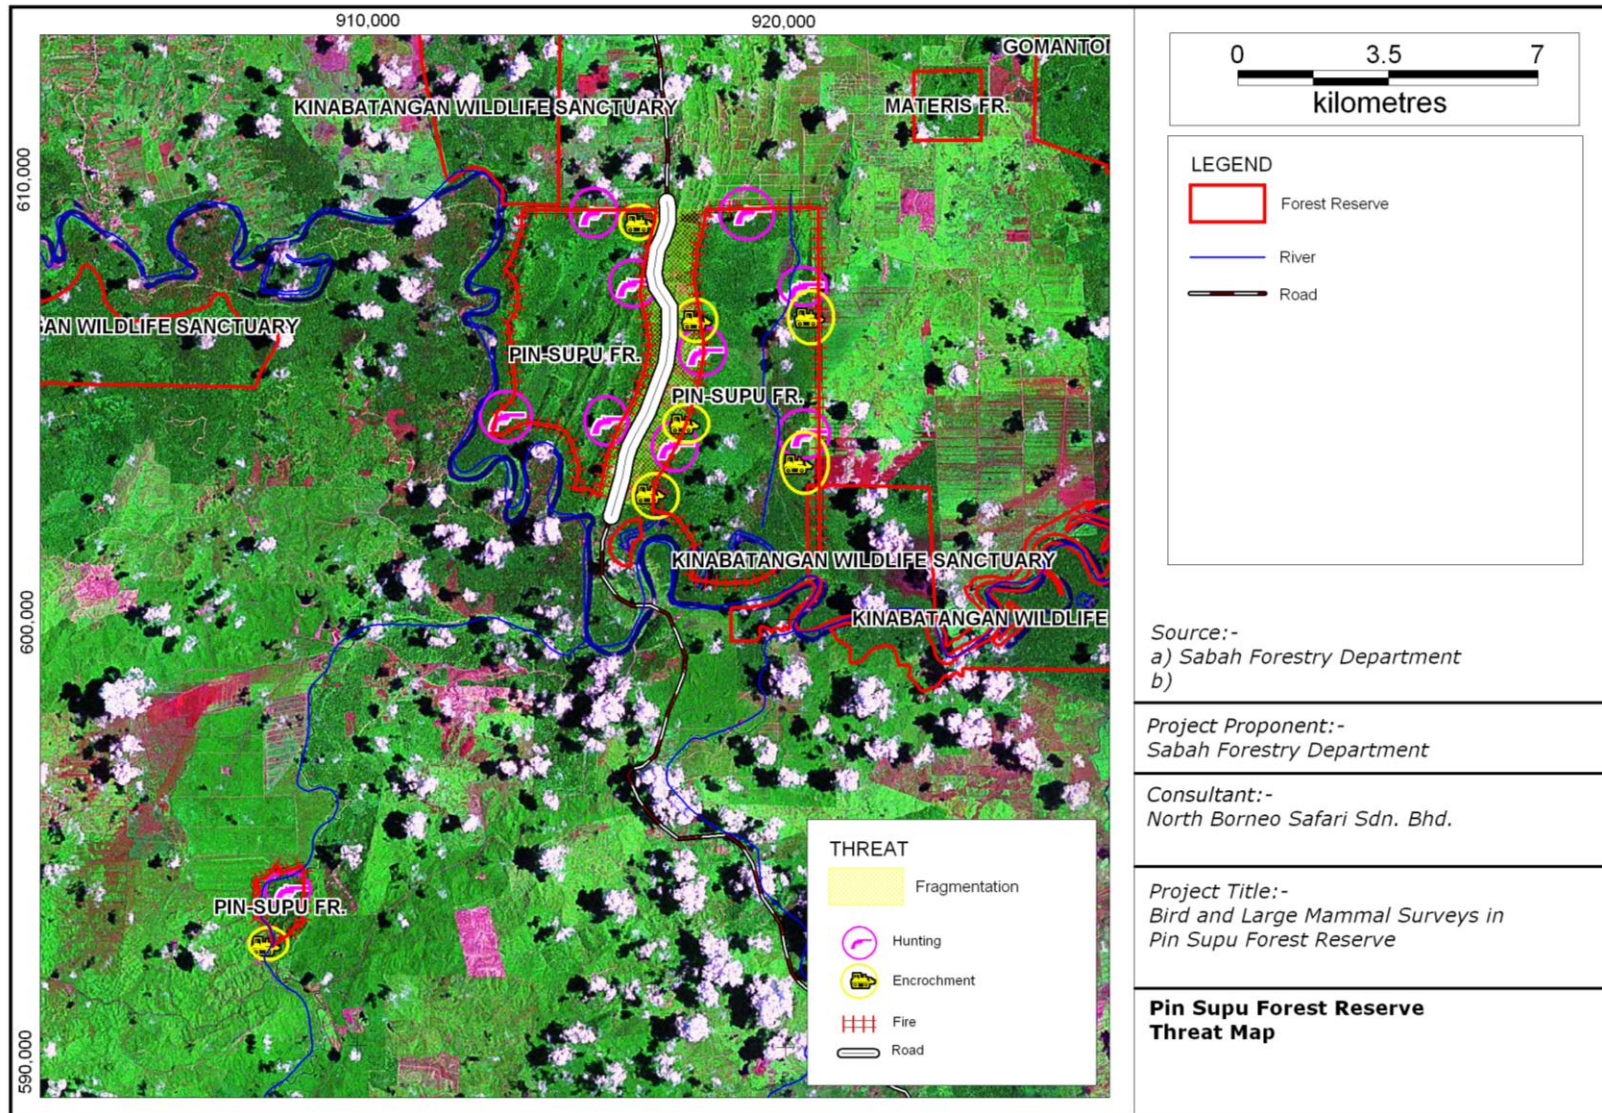 910,000
920,000
610,000
600,000
590,000
GOMANTO
KINABATANGAN WILDLIFE SANCTUARY
MATERIS FR.
SAN WILDLIFE SANCTUARY
PIN-SUPU FR.
PIN-SUPU FR.
KINABATANGAN WILDLIFE SANCTUARY
KINABATANGAN WILDLIFE
PIN-SUPU FR.
THREAT
Fragmentation
Hunting
Encrochment
Fire
Road
0 3.5 7
kilometres
LEGEND
Forest Reserve
River
Road
Source:-
a) Sabah Forestry Department
b)
Project Proponent:-
Sabah Forestry Department
Consultant:-
North Borneo Safari Sdn. Bhd.
Project Title:-
Bird and Large Mammal Surveys in
Pin Supu Forest Reserve
Pin Supu Forest Reserve
Threat Map